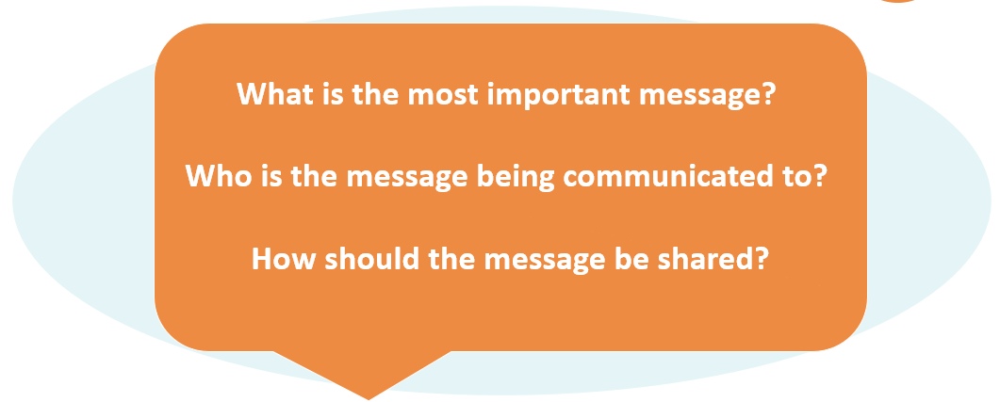 What is the most important message?
Who is the message being communicated to?
How should the message be shared?